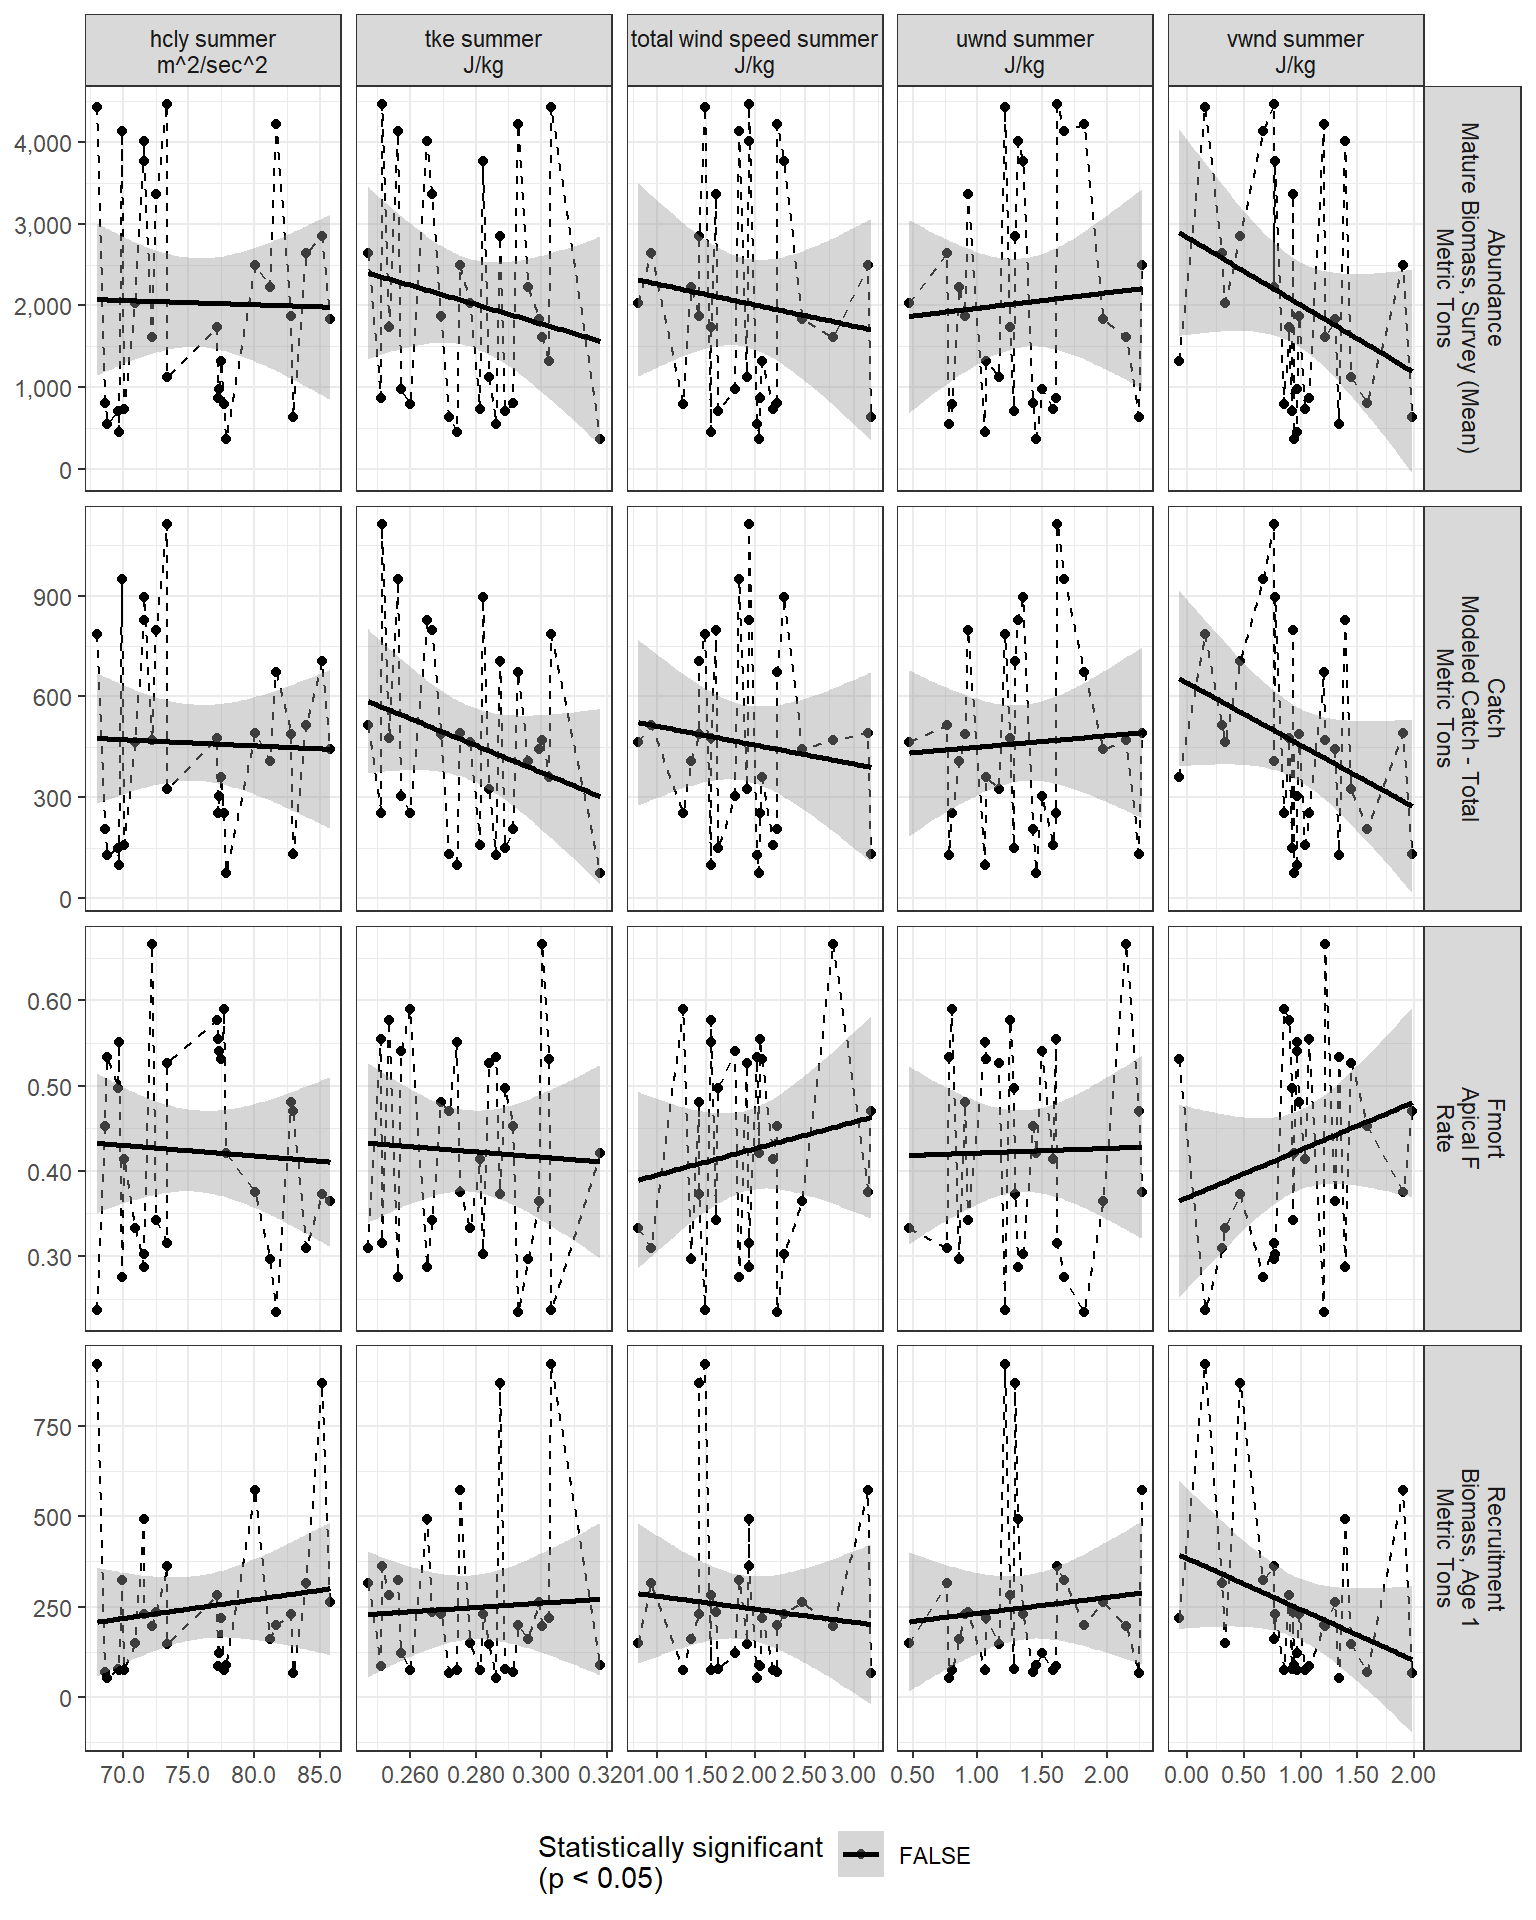 hcly summer
m^2/sec^2
tke summer
J/kg
total wind speed summer
J/kg
uwnd summer
J/kg
vwnd summer
J/kg
4,000
3,000
2,000
1,000
0
Abundance
Mature Biomass, Survey (Mean)
Metric Tons
900
600
300
0
Catch
Modeled Catch - Total
Metric Tons
0.60
0.50
0.40
0.30
Fmort
Apical F
Rate
750
500
250
0
Recruitment
Biomass, Age 1
Metric Tons
70.0 75.0 80.0 85.0
0.260 0.280 0.300 0.320
1.00 1.50 2.00 2.50 3.00
0.50 1.00 1.50 2.00
0.00 0.50 1.00 1.50 2.00
Statistically significant
(p < 0.05)
FALSE